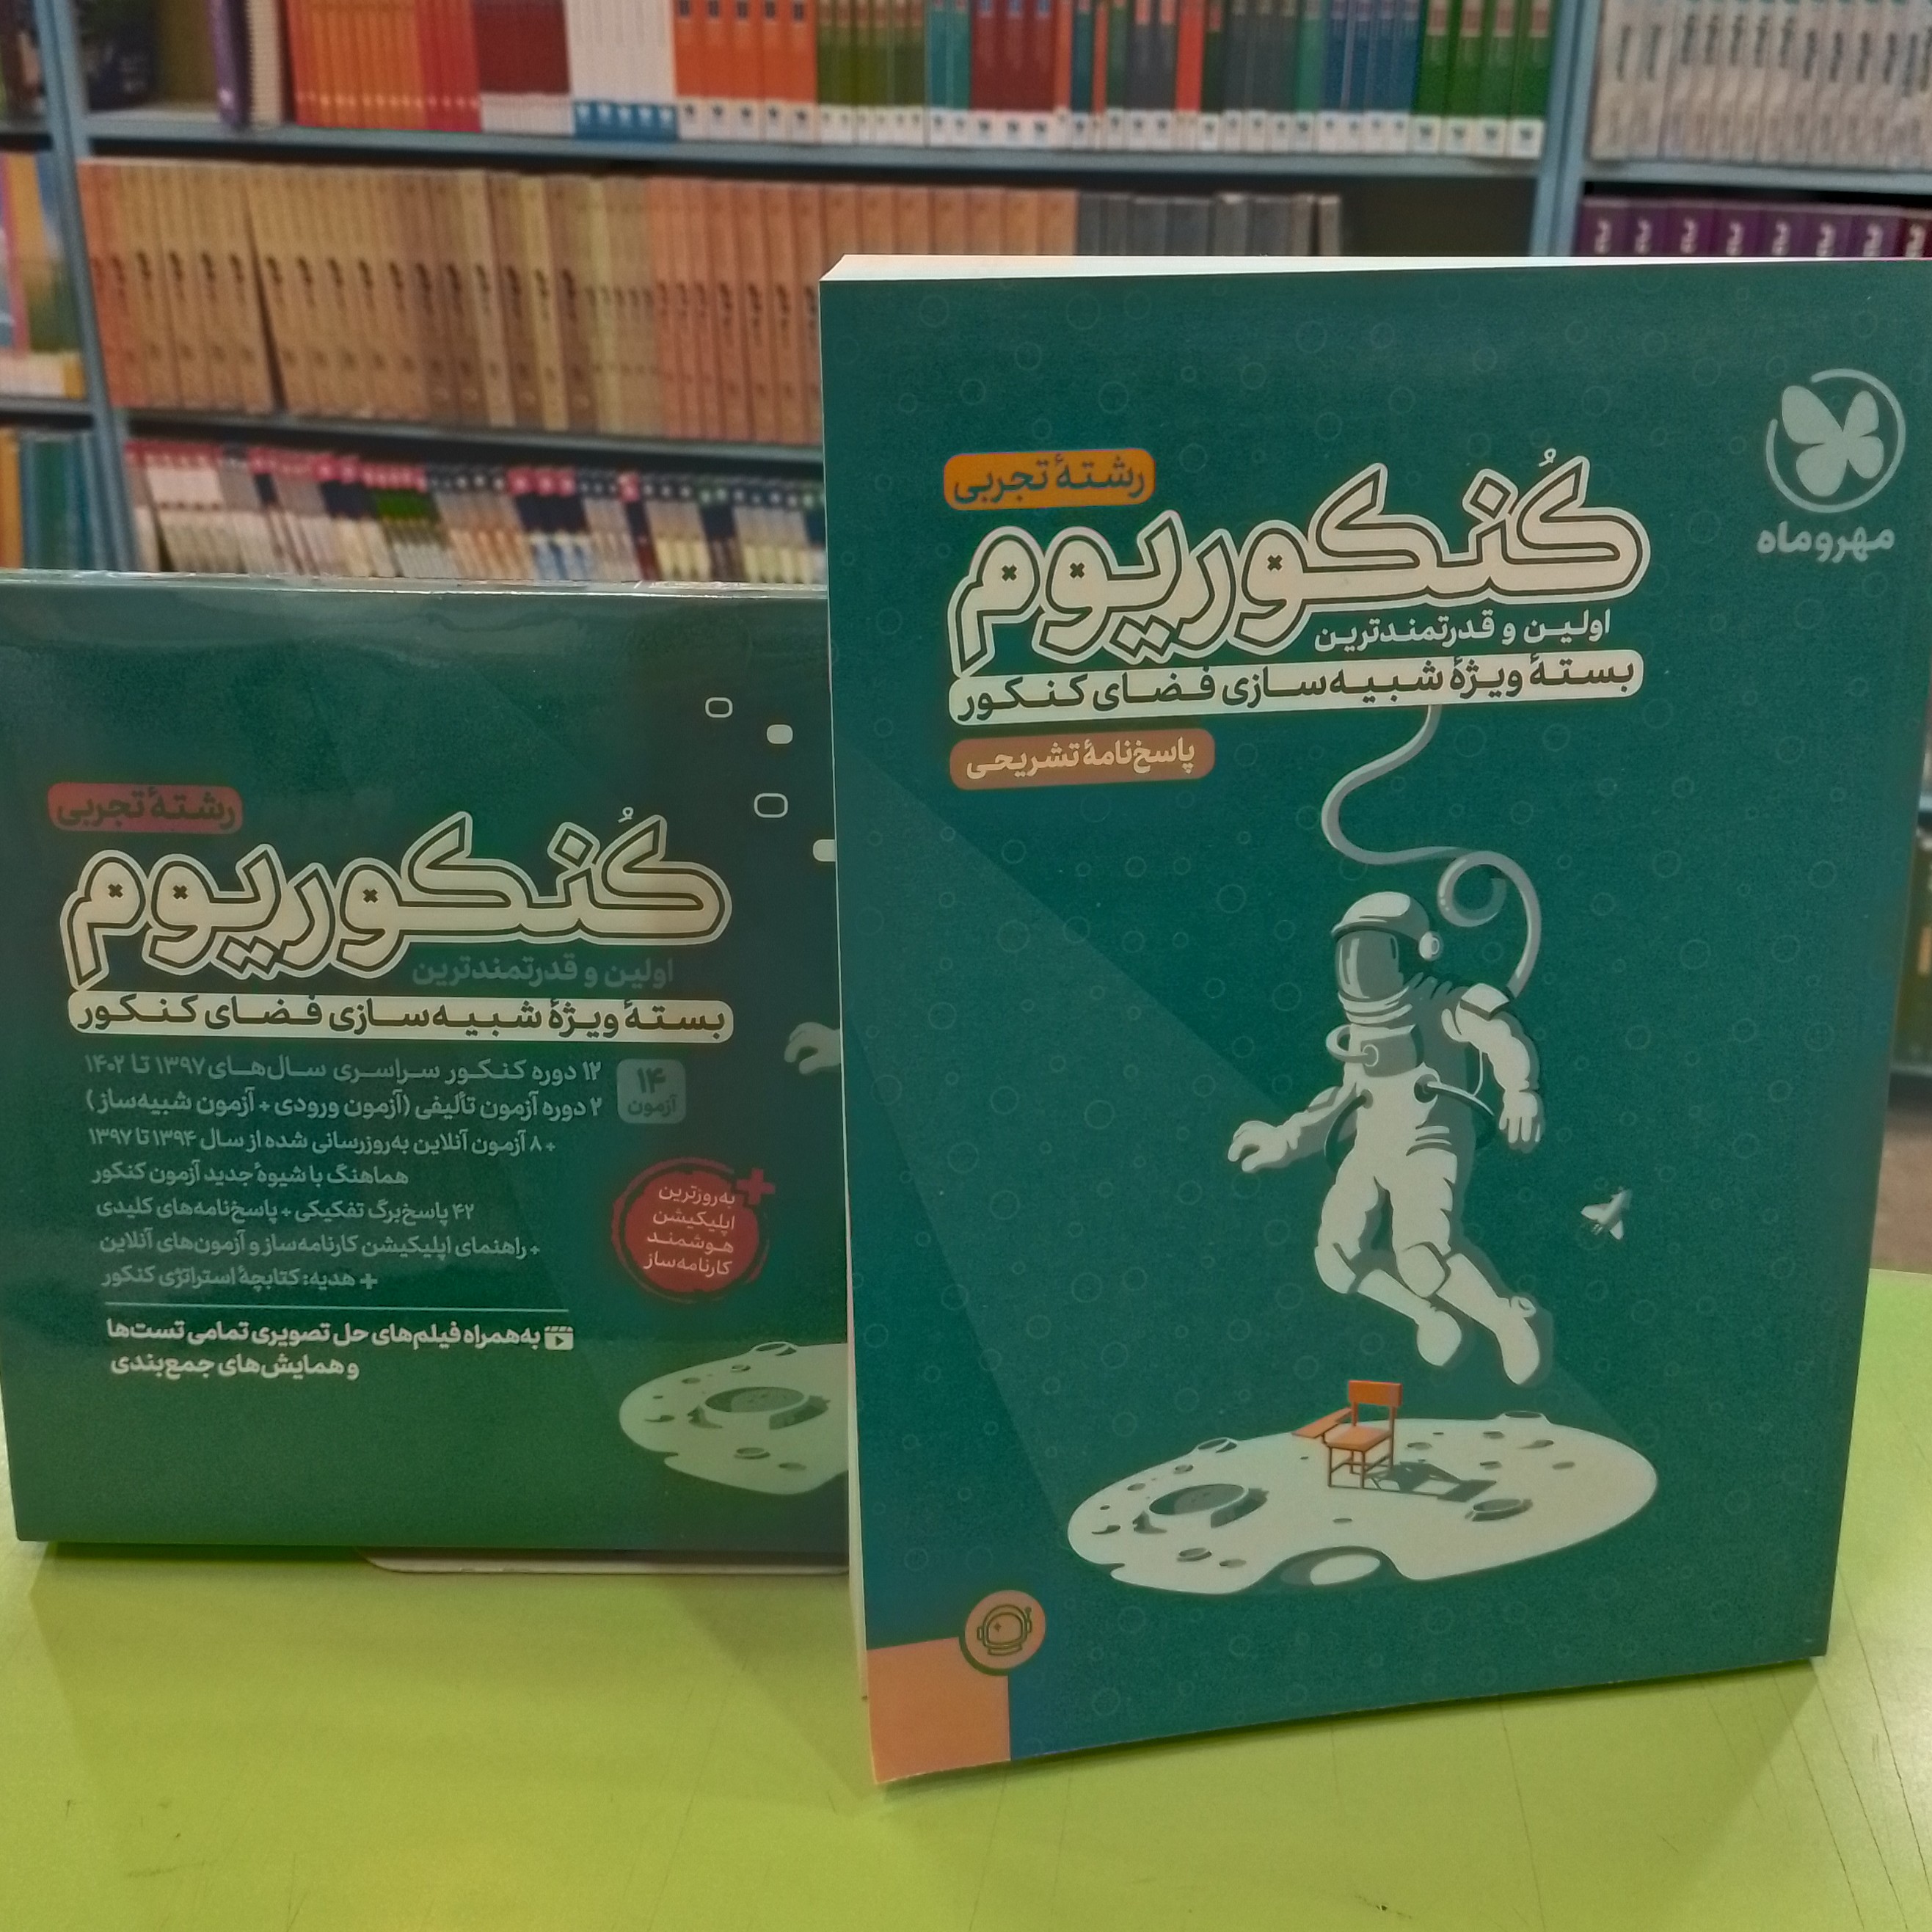 رشتهٔ تجربی
کُنکوریوم
اولین و قدرتمندترین
بستهٔ ویژهٔ شبیه‌سازی فضای کنکور
پاسخ‌نامهٔ تشریحی
مهروماه
رشتهٔ تجربی
کُنکوریوم
اولین و قدرتمندترین
بستهٔ ویژهٔ شبیه‌سازی فضای کنکور
۱۴
آزمون
۱۲ دوره کنکور سراسری سال‌های ۱۳۹۷ تا ۱۴۰۲
۲ دوره آزمون تألیفی (آزمون ورودی + آزمون شبیه‌ساز)
+ ۸ آزمون آنلاین به‌روزرسانی شده از سال ۱۳۹۴ تا ۱۳۹۷
هماهنگ با شیوهٔ جدید آزمون کنکور
۴۲ پاسخ‌برگ تفکیکی + پاسخ‌نامه‌های کلیدی
+ راهنمای اپلیکیشن کارنامه‌ساز و آزمون‌های آنلاین
+ هدیه: کتابچهٔ استراتژی کنکور
به‌همراه فیلم‌های حل تصویری تمامی تست‌ها
و همایش‌های جمع‌بندی
+
به‌روزترین
اپلیکیشن
هوشمند
کارنامه‌ساز